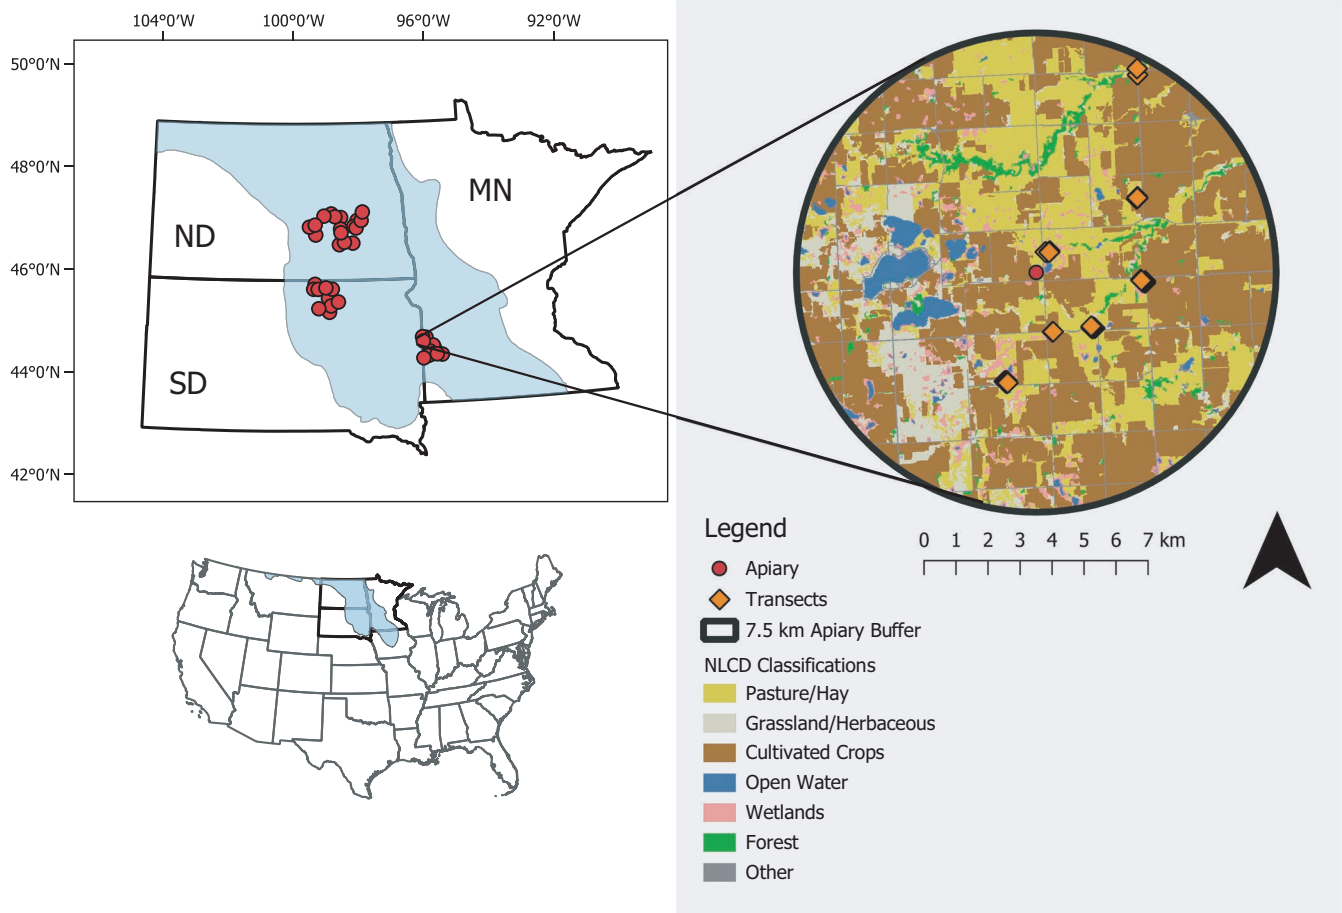 104°0′W 100°0′W 96°0′W 92°0′W
50°0′N
48°0′N
46°0′N
44°0′N
42°0′N
MN
ND
SD
Legend
Apiary
Transects
7.5 km Apiary Buffer
NLCD Classifications
Pasture/Hay
Grassland/Herbaceous
Cultivated Crops
Open Water
Wetlands
Forest
Other
0 1 2 3 4 5 6 7 km